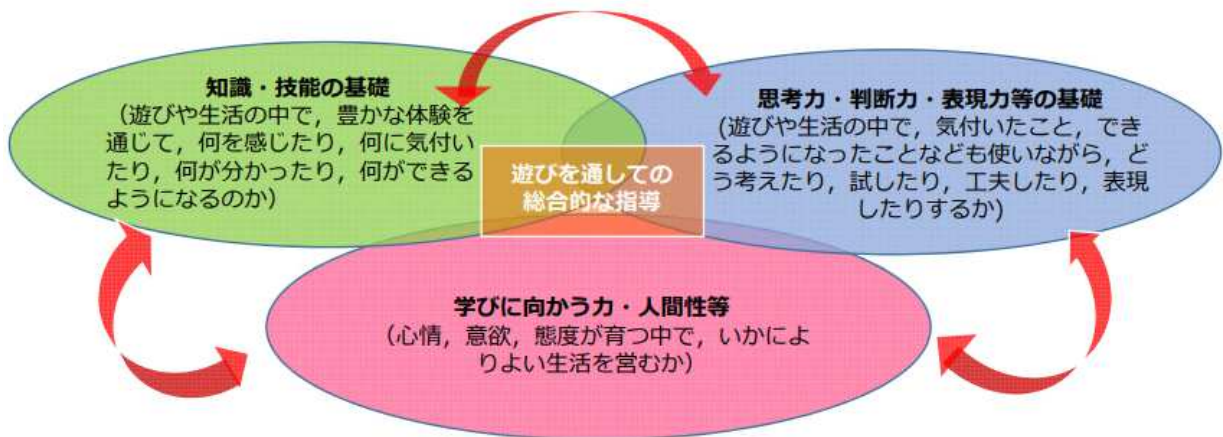 知識・技能の基礎
（遊びや生活の中で，豊かな体験を
通じて，何を感じたり，何に気付い
たり，何が分かったり，何ができる
ようになるのか）
思考力・判断力・表現力等の基礎
(遊びや生活の中で，気付いたこと，でき
るようになったことなども使いながら，ど
う考えたり，試したり，工夫したり，表現
したりするか)
遊びを通しての
総合的な指導
学びに向かう力・人間性等
（心情，意欲，態度が育つ中で，いかによ
りよい生活を営むか）